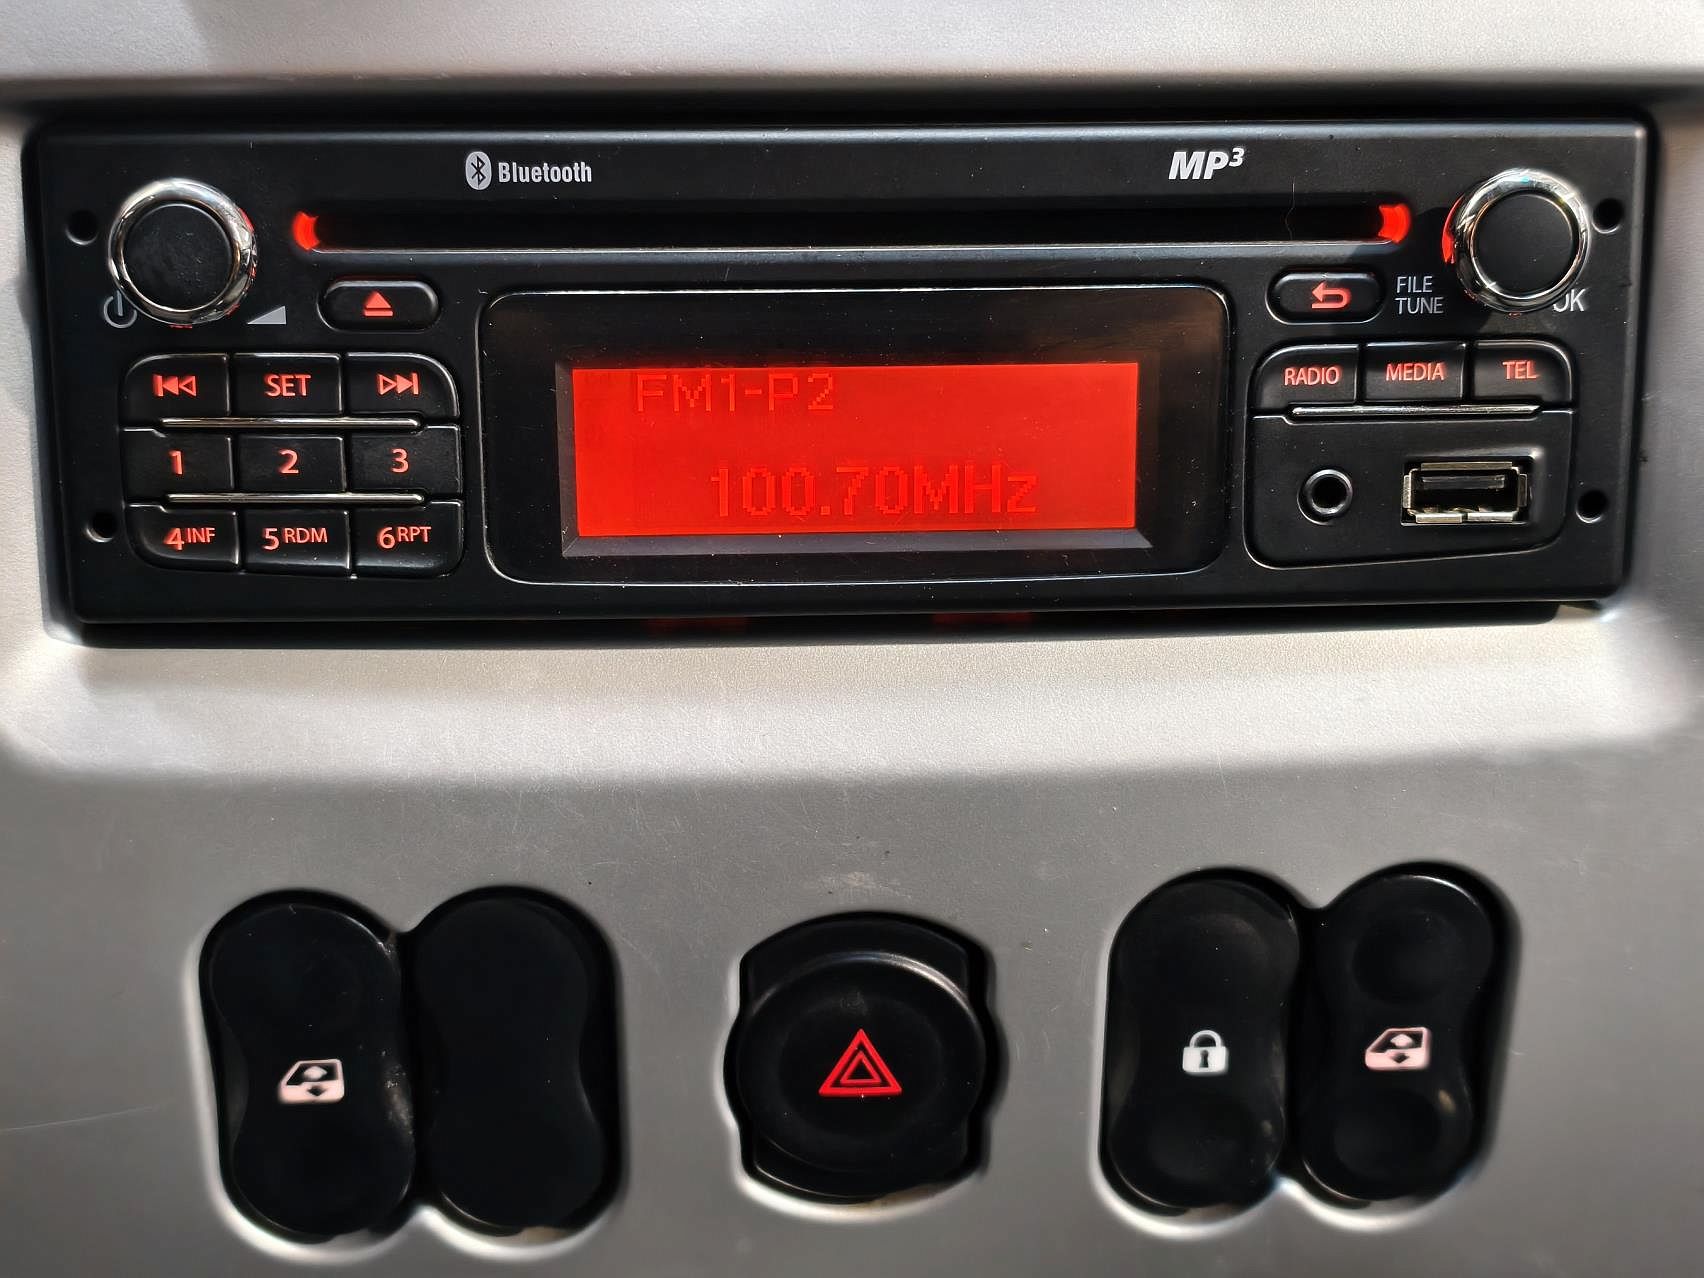 Bluetooth
MP3
FILE
TUNE
OK
SET
RADIO
MEDIA
TEL
FM1-P2
100.70MHz
1
2
3
4INF
5RDM
6RPT